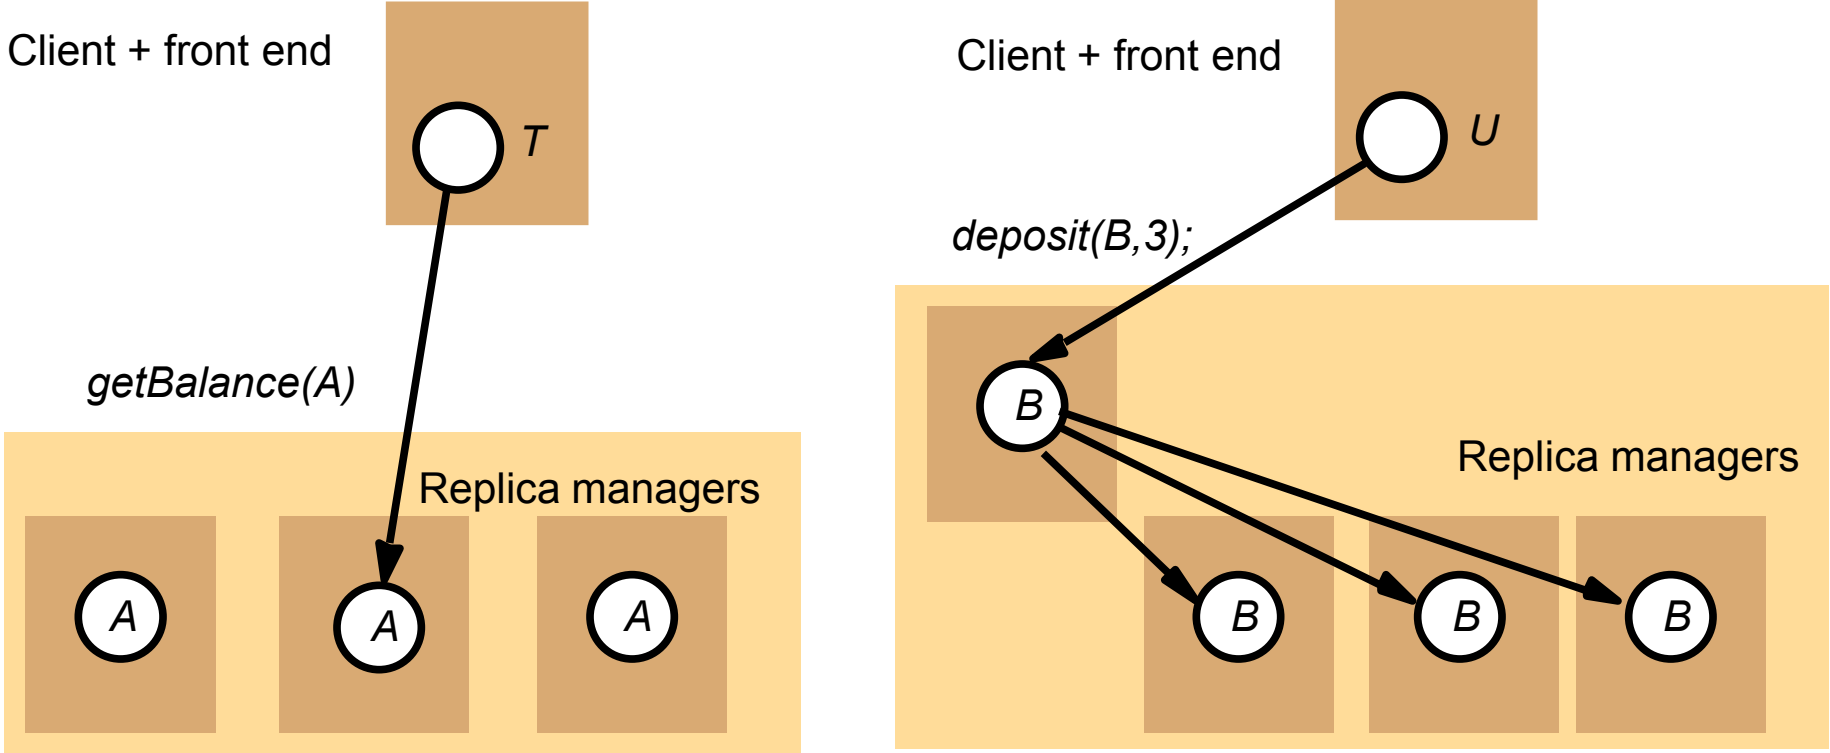 Client + front end
T
getBalance(A)
Replica managers
A
A
A
Client + front end
U
deposit(B,3);
B
Replica managers
B
B
B